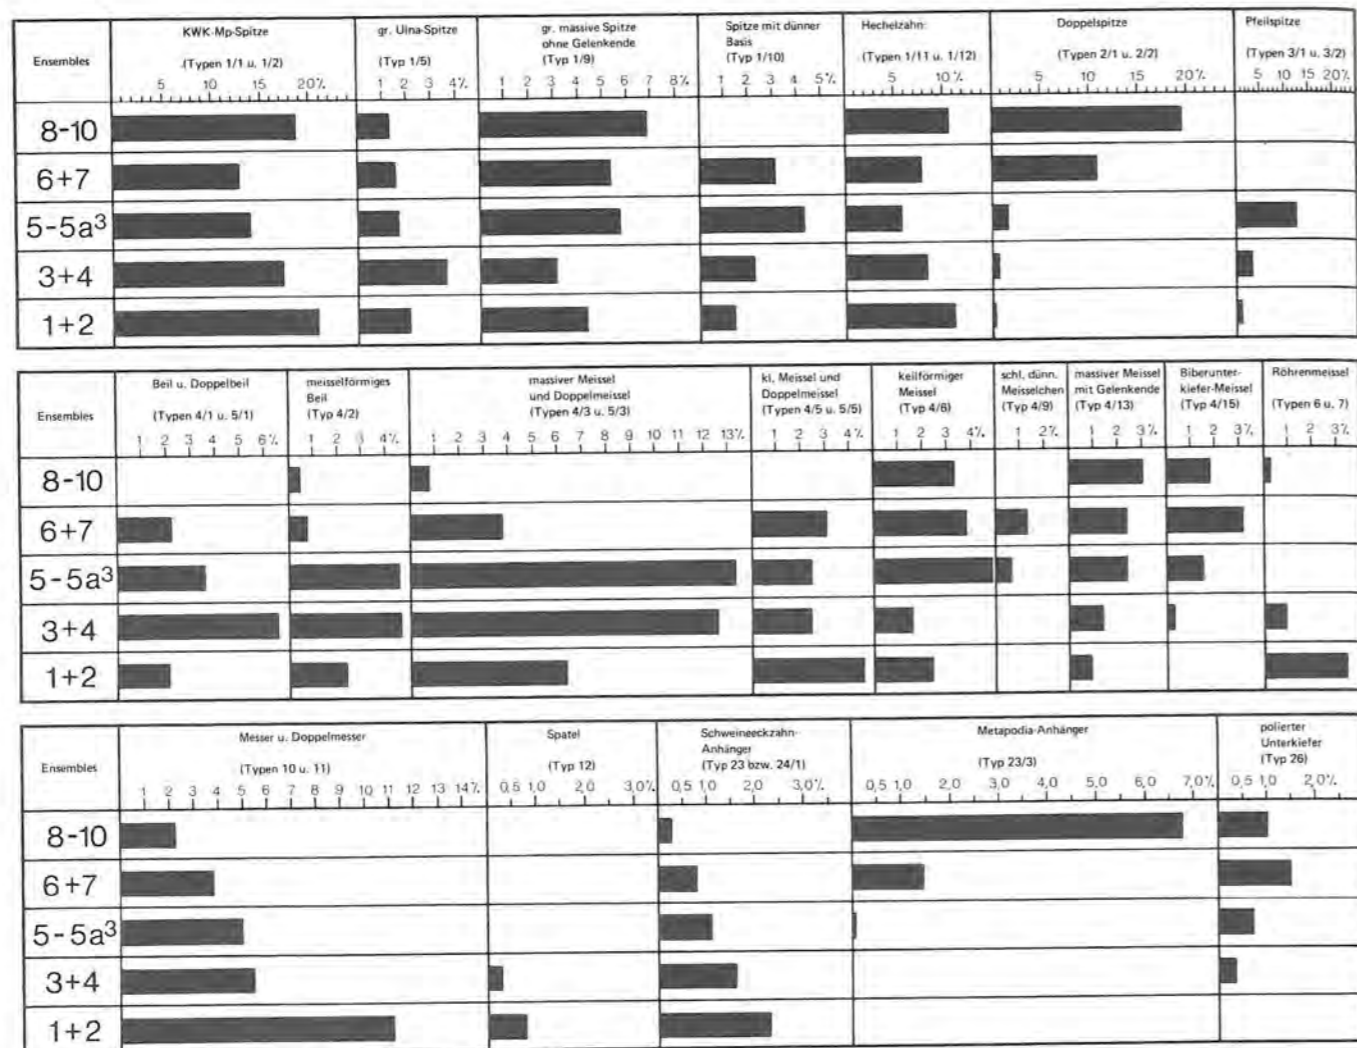 Ensembles
KWK-Mp-Spitze
(Typen 1/1 u. 1/2)
5 10 15 20%
gr. Ulna-Spitze
(Typ 1/5)
1 2 3 4%
gr. massive Spitze
ohne Gelenkende
(Typ 1/9)
1 2 3 4 5 6 7 8%
Spitze mit dünner
Basis
(Typ 1/10)
1 2 3 4 5%
Hechelzahn
(Typen 1/11 u. 1/12)
5 10%
Doppelspitze
(Typen 2/1 u. 2/2)
5 10 15 20%
Pfeilspitze
(Typen 3/1 u. 3/2)
5 10 15 20%
8-10
6+7
5-5a³
3+4
1+2
Ensembles
Beil u. Doppelbeil
(Typen 4/1 u. 5/1)
1 2 3 4 5 6%
meisselförmiges
Beil
(Typ 4/2)
1 2 3 4%
massiver Meissel
und Doppelmeissel
(Typen 4/3 u. 5/3)
1 2 3 4 5 6 7 8 9 10 11 12 13%
kl. Meissel und
Doppelmeissel
(Typen 4/5 u. 5/5)
1 2 3 4%
keilförmiger
Meissel
(Typ 4/6)
1 2 3 4%
schl. dünn.
Meisselchen
(Typ 4/9)
1 2%
massiver Meissel
mit Gelenkende
(Typ 4/13)
1 2 3%
Biberunter-
kiefer-Meissel
(Typ 4/15)
1 2 3%
Röhrenmeissel
(Typen 6 u. 7)
1 2 3%
8-10
6+7
5-5a³
3+4
1+2
Ensembles
Messer u. Doppelmesser
(Typen 10 u. 11)
1 2 3 4 5 6 7 8 9 10 11 12 13 14%
Spatel
(Typ 12)
0,5 1,0 3,0%
Schweineeckzahn-
Anhänger
(Typ 23 bzw. 24/1)
0,5 1,0 2,0 3,0%
Metapodia-Anhänger
(Typ 23/3)
0,5 1,0 2,0 3,0 4,0 5,0 6,0 7,0%
polierter
Unterkiefer
(Typ 26)
0,5 1,0 2,0%
8-10
6+7
5-5a³
3+4
1+2